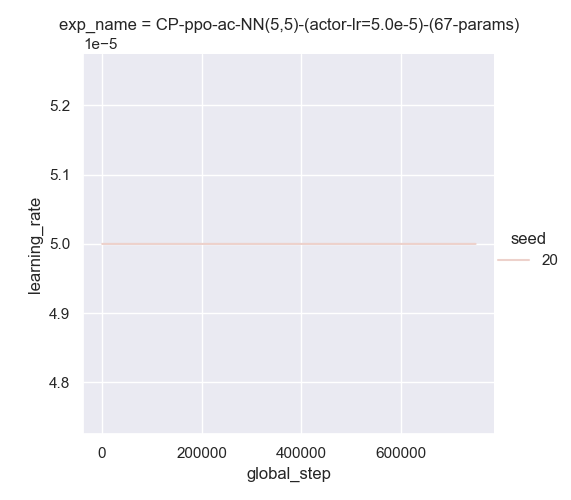 exp_name = CP-ppo-ac-NN(5,5)-(actor-lr=5.0e-5)-(67-params)
1e−5
5.2
5.1
5.0
4.9
4.8
learning_rate
0 200000 400000 600000
global_step
seed
20